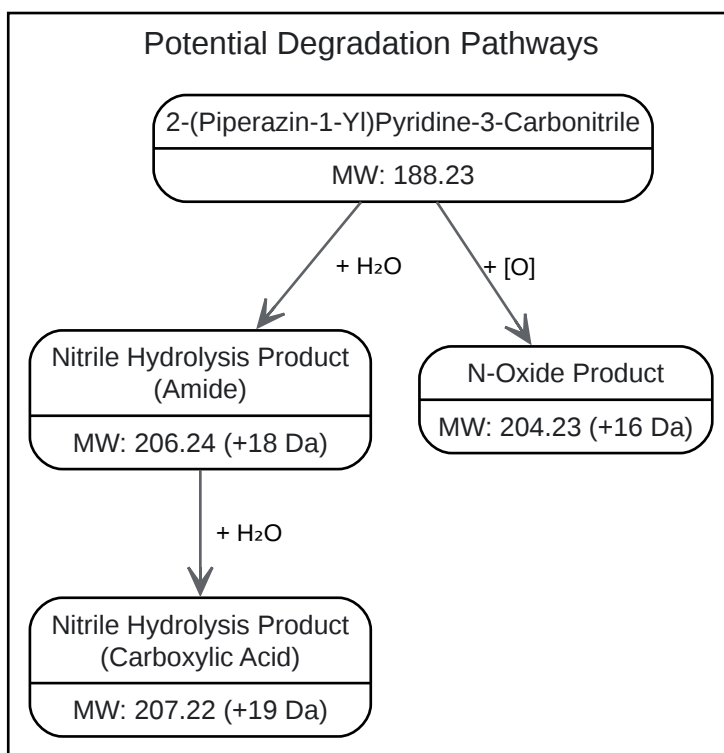 Potential Degradation Pathways
2-(Piperazin-1-Yl)Pyridine-3-Carbonitrile
MW: 188.23
+ H₂O
+ [O]
Nitrile Hydrolysis Product
(Amide)
MW: 206.24 (+18 Da)
N-Oxide Product
MW: 204.23 (+16 Da)
+ H₂O
Nitrile Hydrolysis Product
(Carboxylic Acid)
MW: 207.22 (+19 Da)